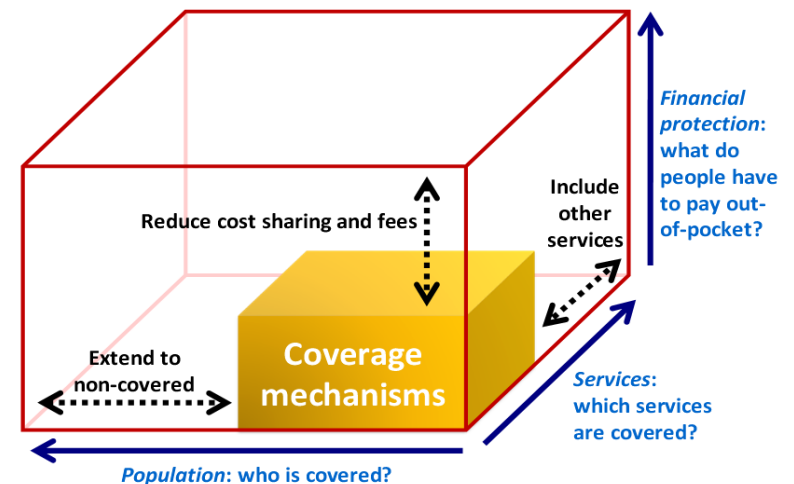 Financial
protection:
what do
people have
to pay out-
of-pocket?
Include
other
services
Reduce cost sharing and fees
Extend to
non-covered
Coverage
mechanisms
Services:
which services
are covered?
Population: who is covered?